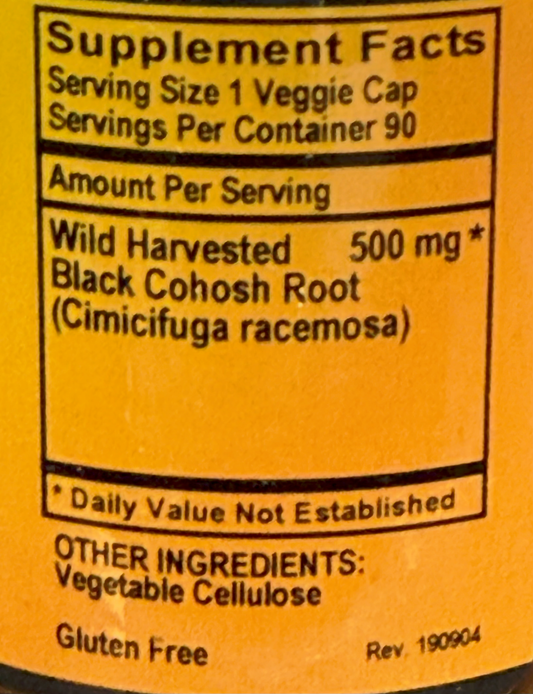 Supplement Facts
Serving Size 1 Veggie Cap
Servings Per Container 90
Amount Per Serving
Wild Harvested 500 mg *
Black Cohosh Root
(Cimicifuga racemosa)
* Daily Value Not Established
OTHER INGREDIENTS:
Vegetable Cellulose
Gluten Free Rev. 190904